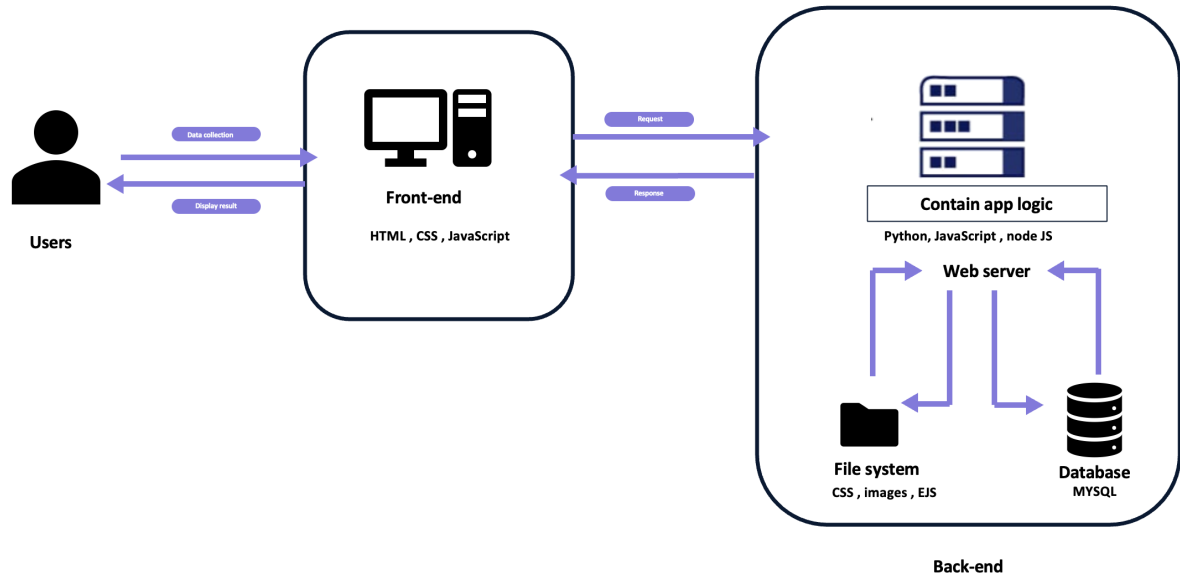 Data collection
Display result
Users
Front-end
HTML , CSS , JavaScript
Request
Response
Contain app logic
Python, JavaScript , node JS
Web server
File system
CSS , images , EJS
Database
MYSQL
Back-end